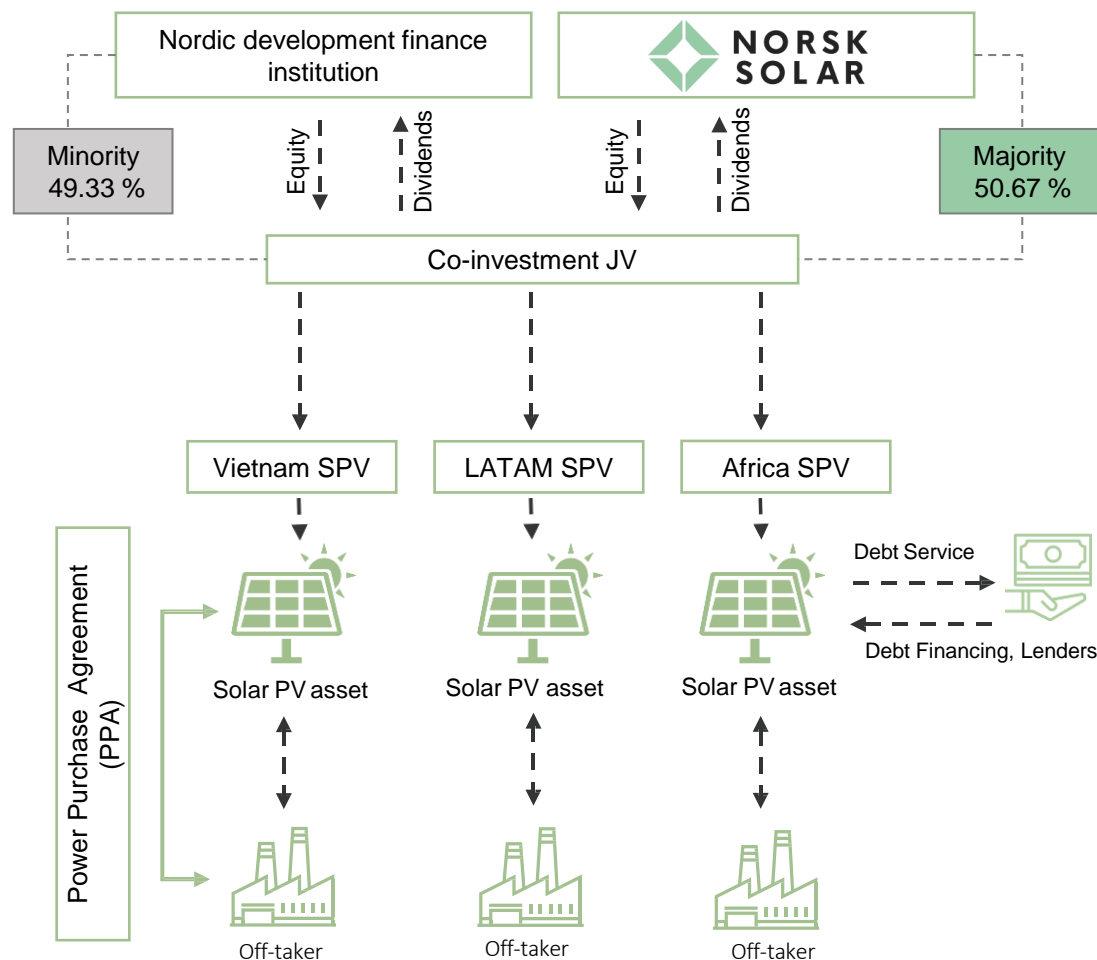 Nordic development finance
institution
NORSK
SOLAR
Minority
49.33 %
Equity
Dividends
Equity
Dividends
Majority
50.67 %
Co-investment JV
Vietnam SPV
LATAM SPV
Africa SPV
Power Purchase Agreement
(PPA)
Debt Service
Debt Financing, Lenders
Solar PV asset
Solar PV asset
Solar PV asset
Off-taker
Off-taker
Off-taker